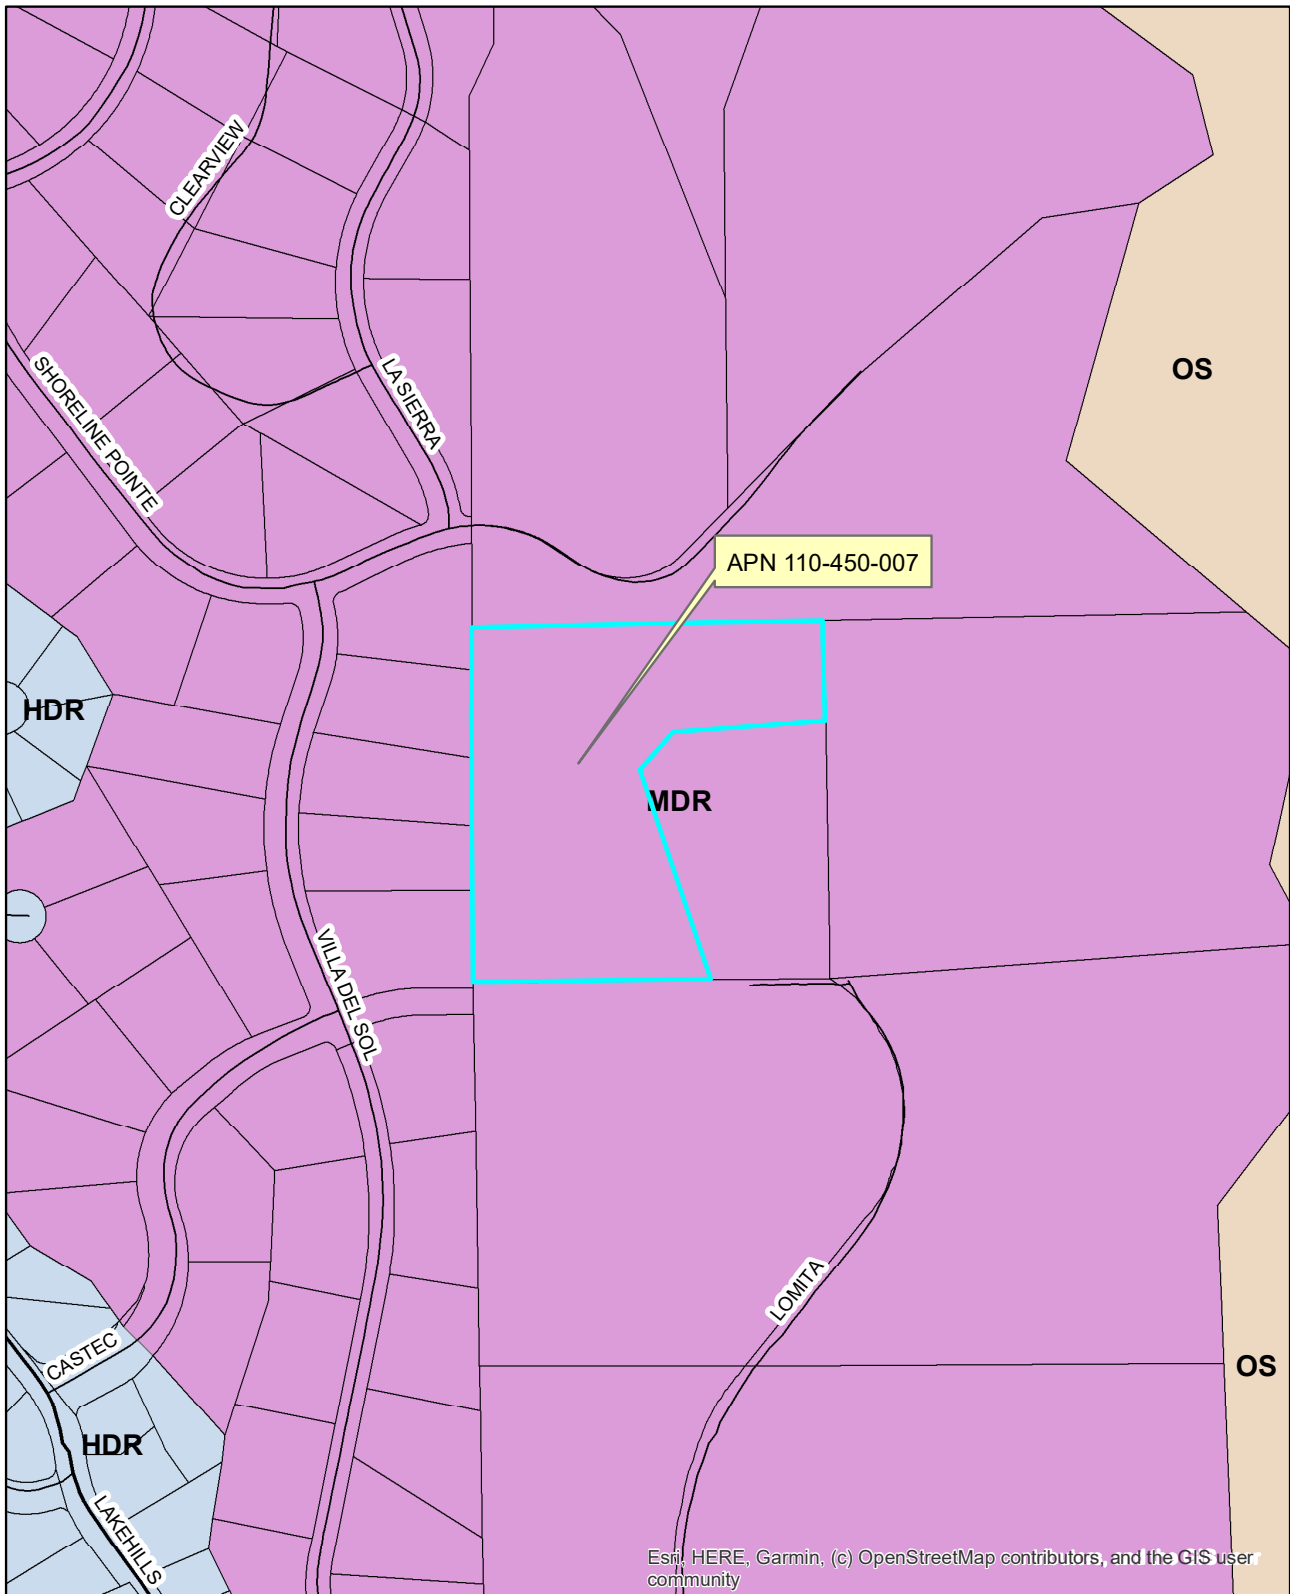 CLEARVIEW
SHORELINE POINTE
LA SIERRA
OS
APN 110-450-007
HDR
MDR
VILLA DEL SOL
LOMITA
CASTEC
OS
HDR
LAKEHILLS
Esri, HERE, Garmin, (c) OpenStreetMap contributors, and the GIS user
community